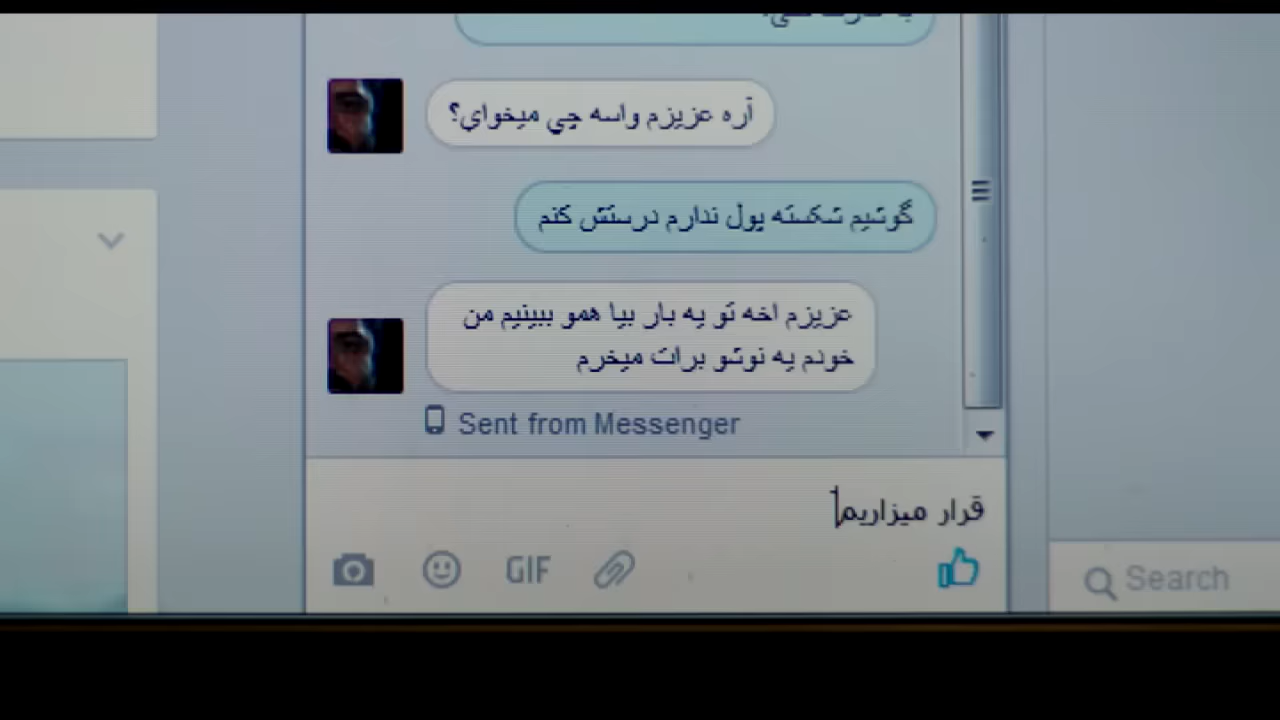 آره عزیزم واسه چی میخوای؟
گوشیم شکسته پول ندارم درستش کنم
عزیزم اخه تو یه بار بیا همو ببینیم من
خودم یه نوشو برات میخرم
Sent from Messenger
قرار میزاریم
GIF
Search